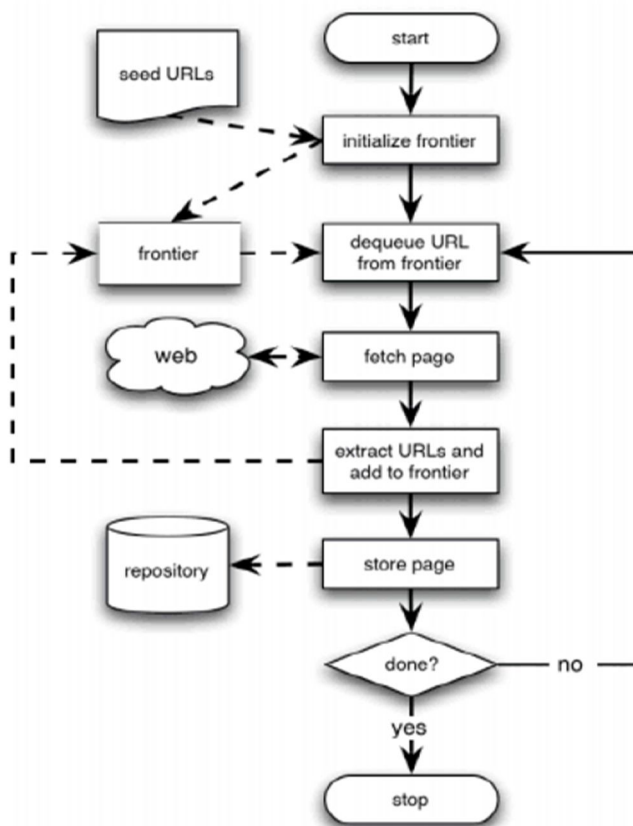 start
seed URLs
initialize frontier
frontier
dequeue URL
from frontier
web
fetch page
extract URLs and
add to frontier
repository
store page
done?
no
yes
stop